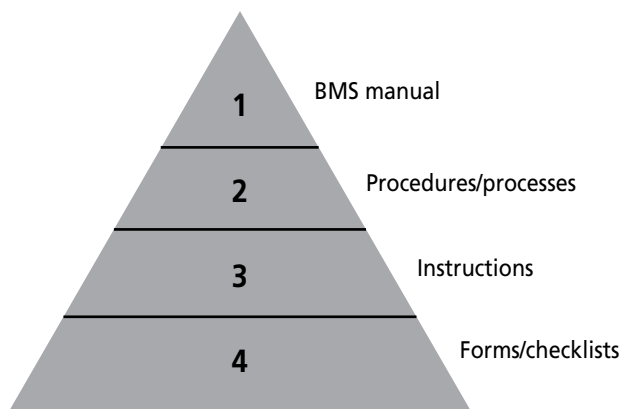 1
BMS manual
2
Procedures/processes
3
Instructions
4
Forms/checklists